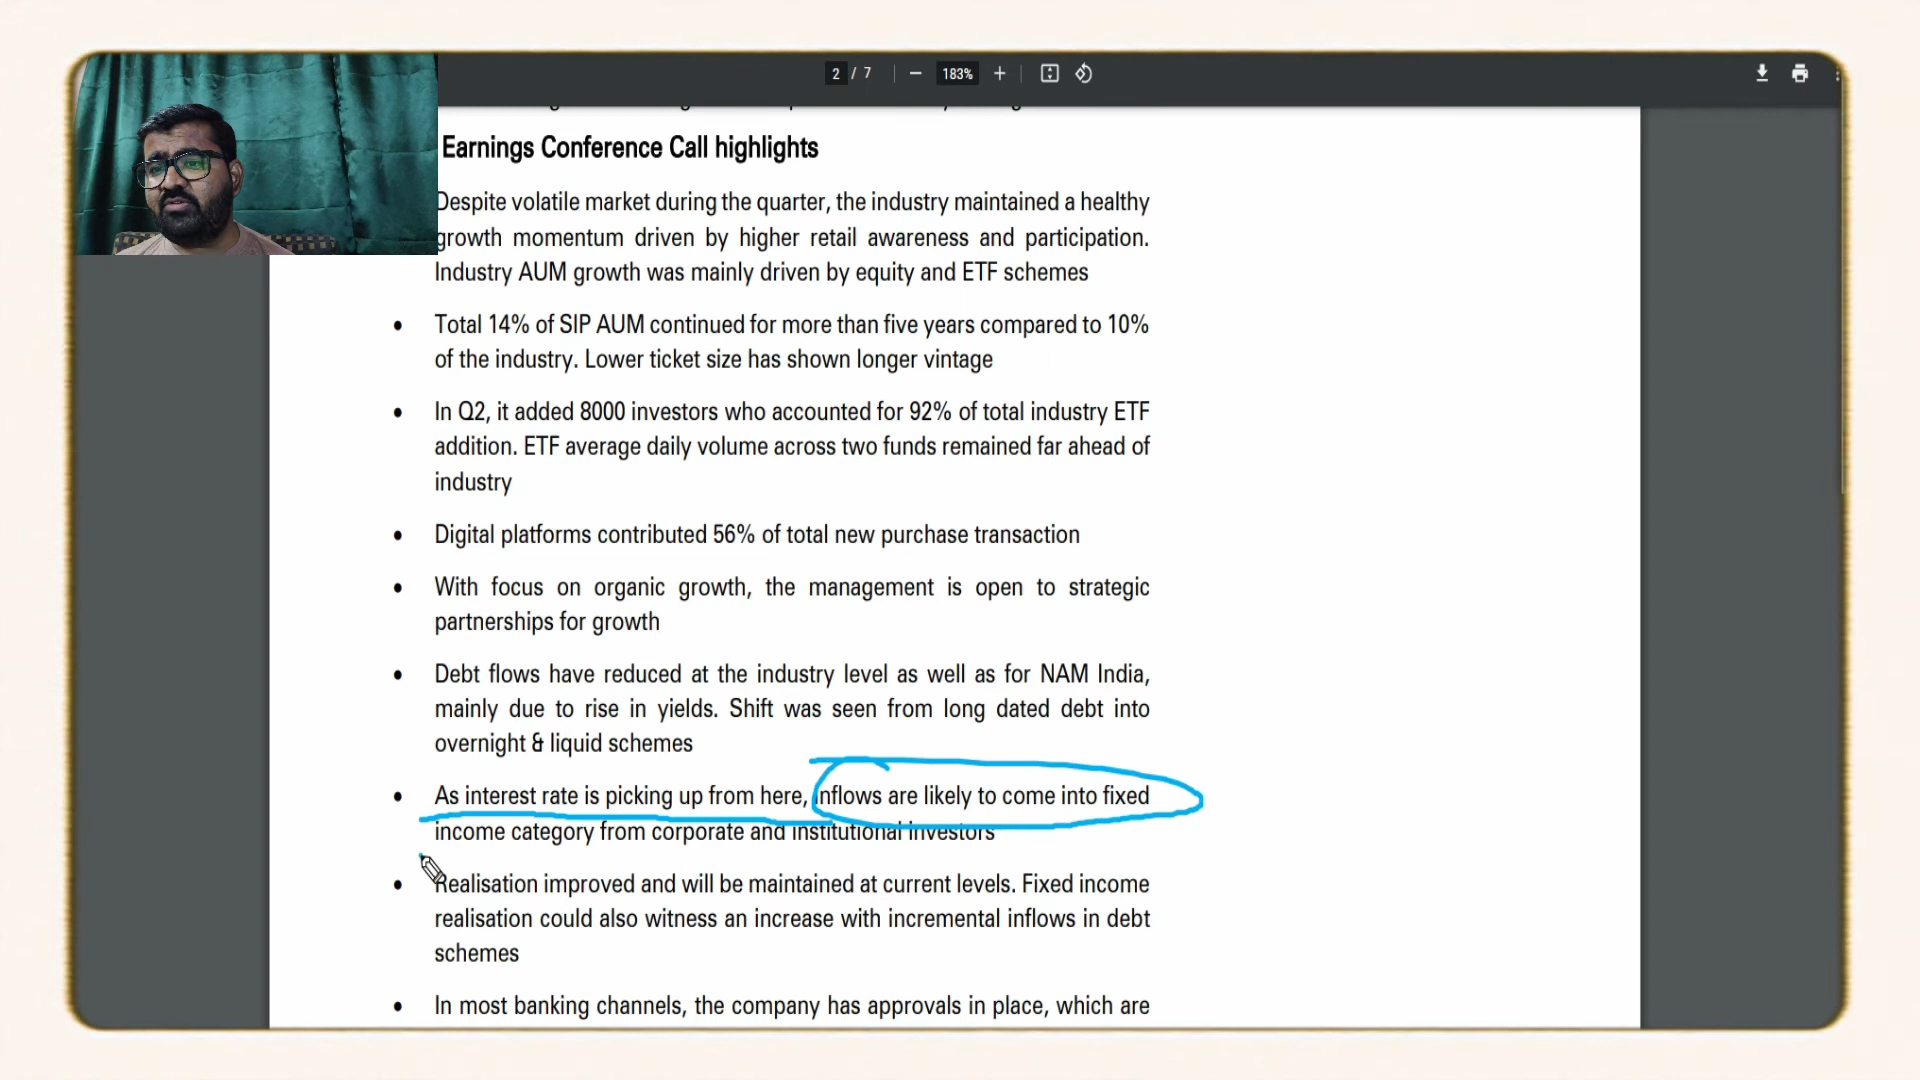 2 / 7
183%
Earnings Conference Call highlights
Despite volatile market during the quarter, the industry maintained a healthy
growth momentum driven by higher retail awareness and participation.
Industry AUM growth was mainly driven by equity and ETF schemes
• Total 14% of SIP AUM continued for more than five years compared to 10%
of the industry. Lower ticket size has shown longer vintage
• In Q2, it added 8000 investors who accounted for 92% of total industry ETF
addition. ETF average daily volume across two funds remained far ahead of
industry
• Digital platforms contributed 56% of total new purchase transaction
• With focus on organic growth, the management is open to strategic
partnerships for growth
• Debt flows have reduced at the industry level as well as for NAM India,
mainly due to rise in yields. Shift was seen from long dated debt into
overnight & liquid schemes
• As interest rate is picking up from here, inflows are likely to come into fixed
income category from corporate and institutional investors
• Realisation improved and will be maintained at current levels. Fixed income
realisation could also witness an increase with incremental inflows in debt
schemes
• In most banking channels, the company has approvals in place, which are